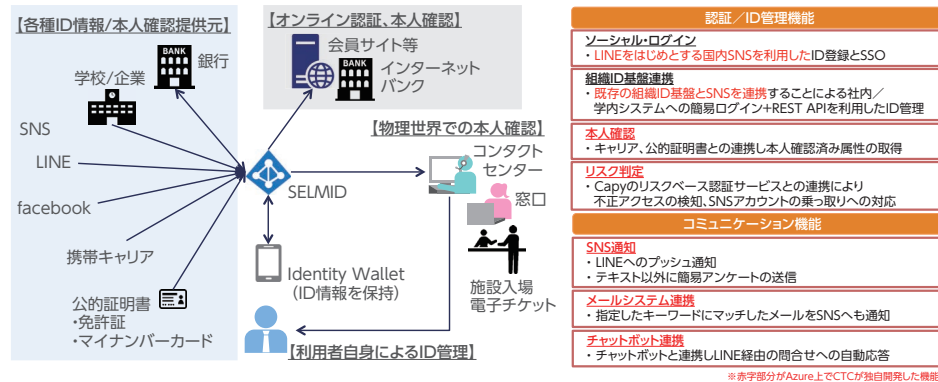 【各種ID情報/本人確認提供元】
BANK
銀行
学校/企業
SNS
LINE
facebook
携帯キャリア
公的証明書
・免許証
・マイナンバーカード
【オンライン認証、本人確認】
会員サイト等
BANK
インターネット
バンク
SELMID
【物理世界での本人確認】
コンタクト
センター
窓口
施設入場
電子チケット
Identity Wallet
(ID情報を保持)
【利用者自身によるID管理】
認証／ID管理機能
ソーシャル・ログイン
・LINEをはじめとする国内SNSを利用したID登録とSSO
組織ID基盤連携
・既存の組織ID基盤とSNSを連携することによる社内／
学内システムへの簡易ログイン+REST APIを利用したID管理
本人確認
・キャリア、公的証明書との連携し本人確認済み属性の取得
リスク判定
・Capyのリスクベース認証サービスとの連携により
不正アクセスの検知、SNSアカウントの乗っ取りへの対応
コミュニケーション機能
SNS通知
・LINEへのプッシュ通知
・テキスト以外に簡易アンケートの送信
メールシステム連携
・指定したキーワードにマッチしたメールをSNSへも通知
チャットボット連携
・チャットボットと連携しLINE経由の問合せへの自動応答
※赤字部分がAzure上でCTCが独自開発した機能